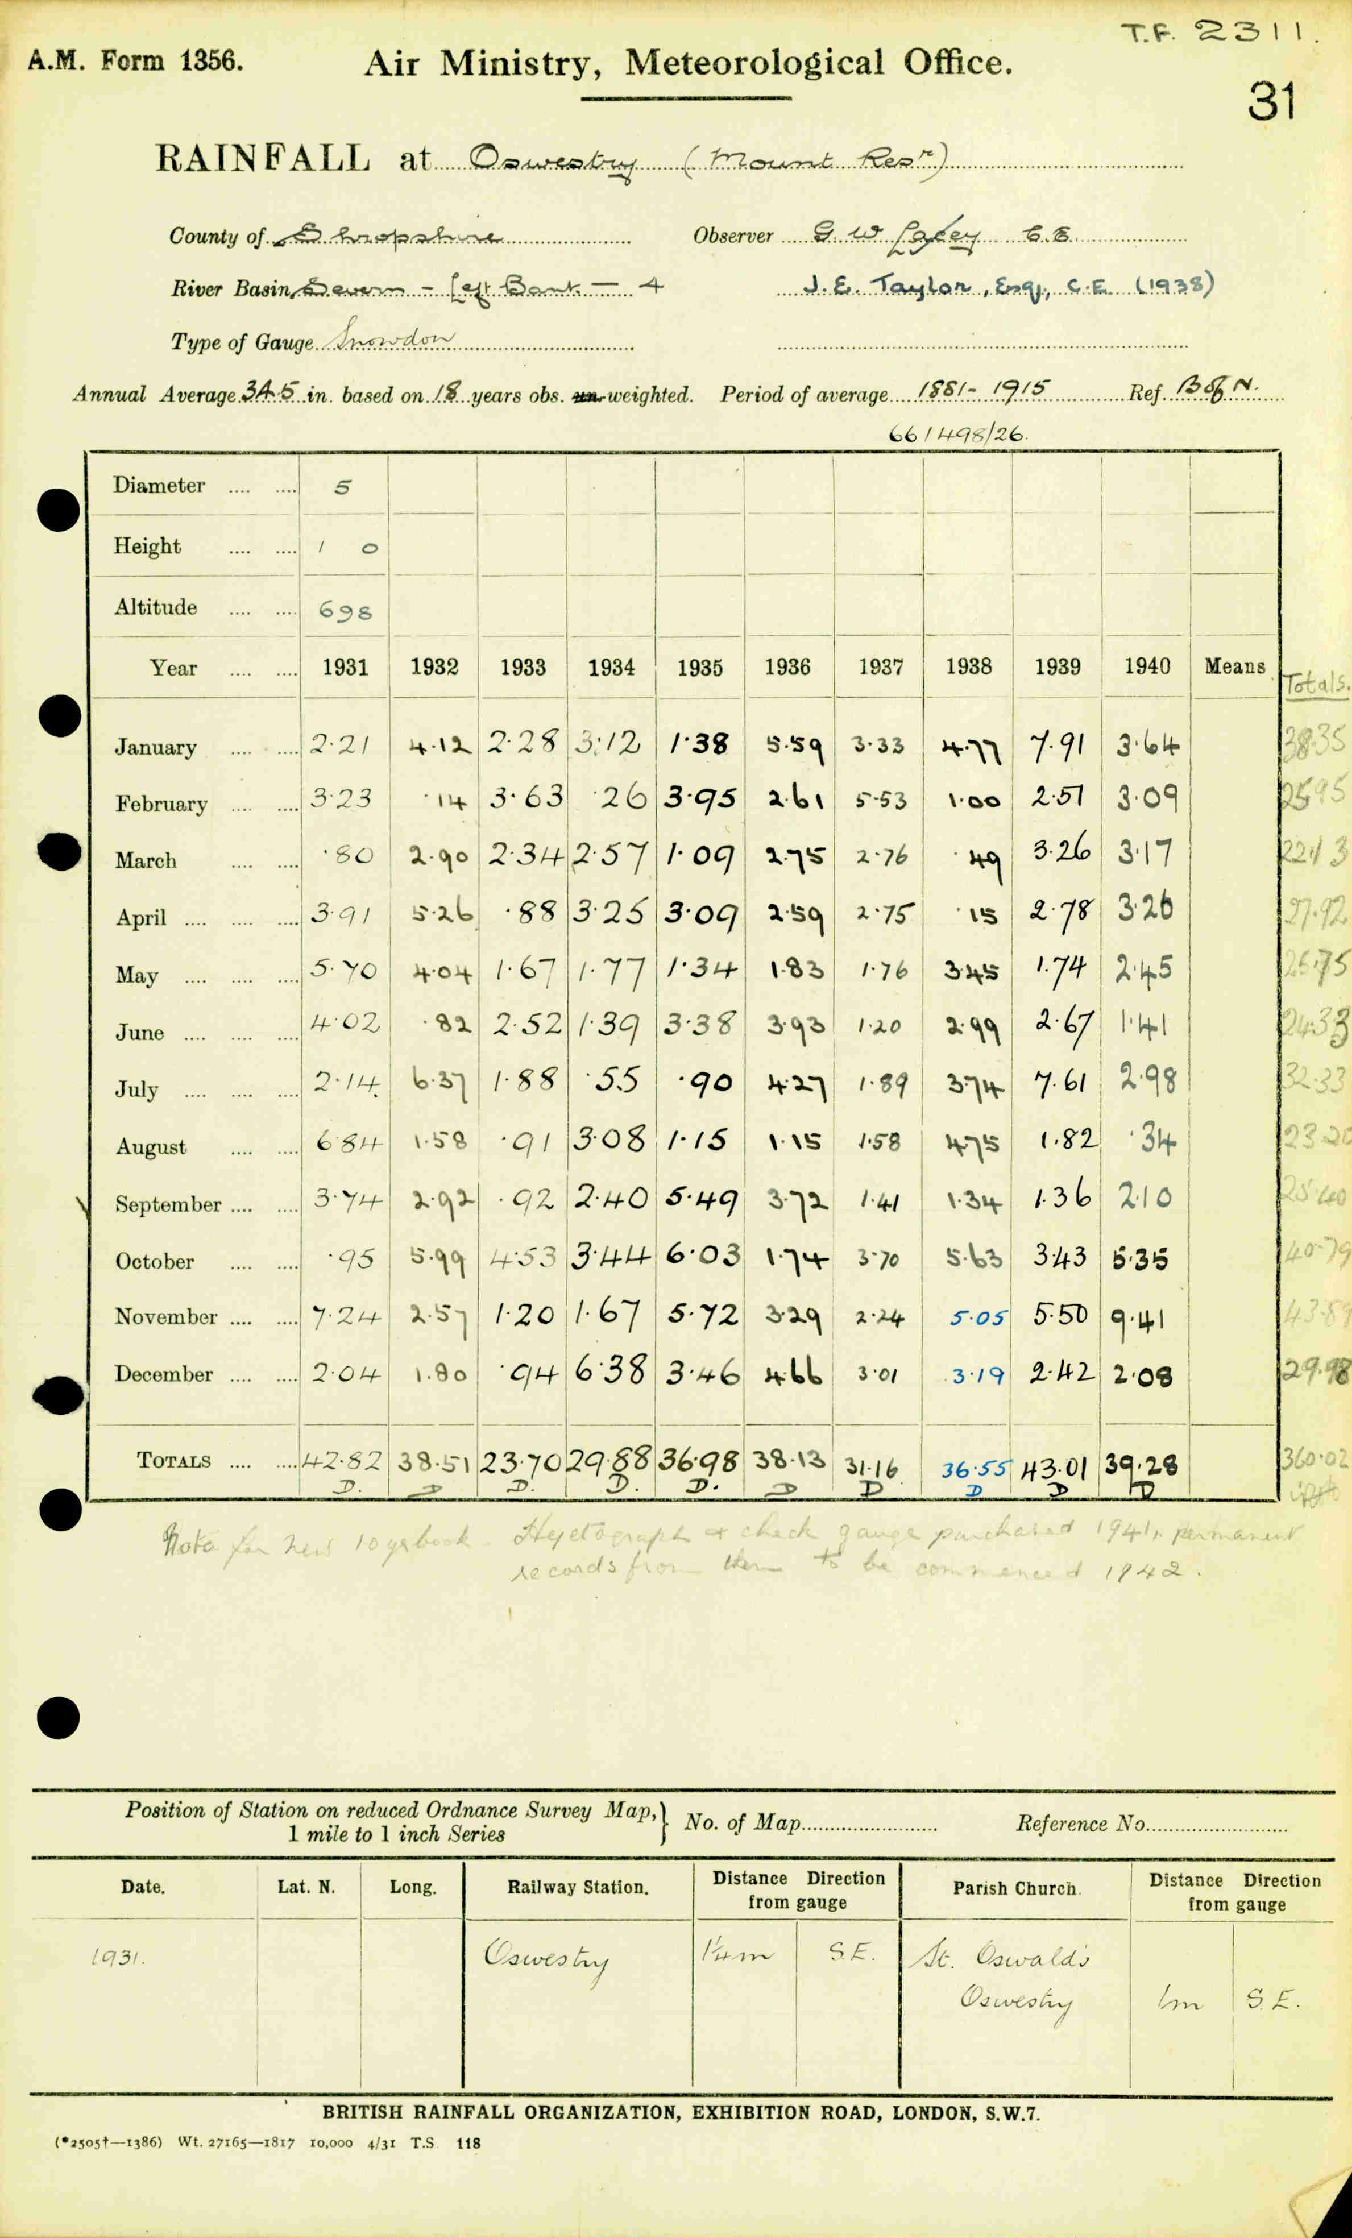 T.F. 2311.
A.M. Form 1356. Air Ministry, Meteorological Office.
31
RAINFALL at Oswestry (Mount Resr)
County of Shropshire Observer G W Lacey C.E.
River Basin Severn - Left Bank - 4 J. E. Taylor, Esq., C.E. (1938)
Type of Gauge Snowdon
Annual Average 34.5 in. based on 18 years obs. un-weighted. Period of average 1881-1915 Ref. B of N.
661498/26.
Diameter .... .... 5
Height .... .... 1 0
Altitude .... .... 698
Year .... .... 1931 1932 1933 1934 1935 1936 1937 1938 1939 1940 Means Totals.
January .... .... 2.21 4.12 2.28 3.12 1.38 5.59 3.33 4.77 7.91 3.64 38.35
February .... .... 3.23 .14 3.63 .26 3.95 2.61 5.53 1.00 2.51 3.09 25.95
March .... .... .80 2.90 2.34 2.57 1.09 2.75 2.76 .49 3.26 3.17 22.13
April .... .... .... 3.91 5.26 .88 3.25 3.09 2.59 2.75 .15 2.78 3.26 27.92
May .... .... .... 5.70 4.04 1.67 1.77 1.34 1.83 1.76 3.45 1.74 2.45 25.75
June .... .... .... 4.02 .82 2.52 1.39 3.38 3.93 1.20 2.99 2.67 1.41 24.33
July .... .... .... 2.14 6.37 1.88 .55 .90 4.27 1.89 3.74 7.61 2.98 32.33
August .... .... 6.84 1.58 .91 3.08 1.15 1.15 1.58 4.75 1.82 .34 23.20
September .... .... 3.74 2.92 .92 2.40 5.49 3.72 1.41 1.34 1.36 2.10 25.40
October .... .... .95 5.99 4.53 3.44 6.03 1.74 3.70 5.63 3.43 5.35 40.79
November .... .... 7.24 2.57 1.20 1.67 5.72 3.29 2.24 5.05 5.50 9.41 43.89
December .... .... 2.04 1.80 .94 6.38 3.46 4.66 3.01 3.19 2.42 2.08 29.98
TOTALS .... .... 42.82 38.51 23.70 29.88 36.98 38.13 31.16 36.55 43.01 39.28 360.02
D. D D. D. D. D D D D D
Note for new 10 yr book. Hyetograph & check gauge purchased 1941, permanent
records from them to be commenced 1942.
Position of Station on reduced Ordnance Survey Map,} No. of Map Reference No.
1 mile to 1 inch Series
Date. Lat. N. Long. Railway Station. Distance Direction from gauge Parish Church. Distance Direction from gauge
1931. Oswestry 1¼m S.E. St. Oswald's
Oswestry 1m S.E.
BRITISH RAINFALL ORGANIZATION, EXHIBITION ROAD, LONDON, S.W.7.
(*2505†—1386) Wt. 27165—1817 10,000 4/31 T.S. 118